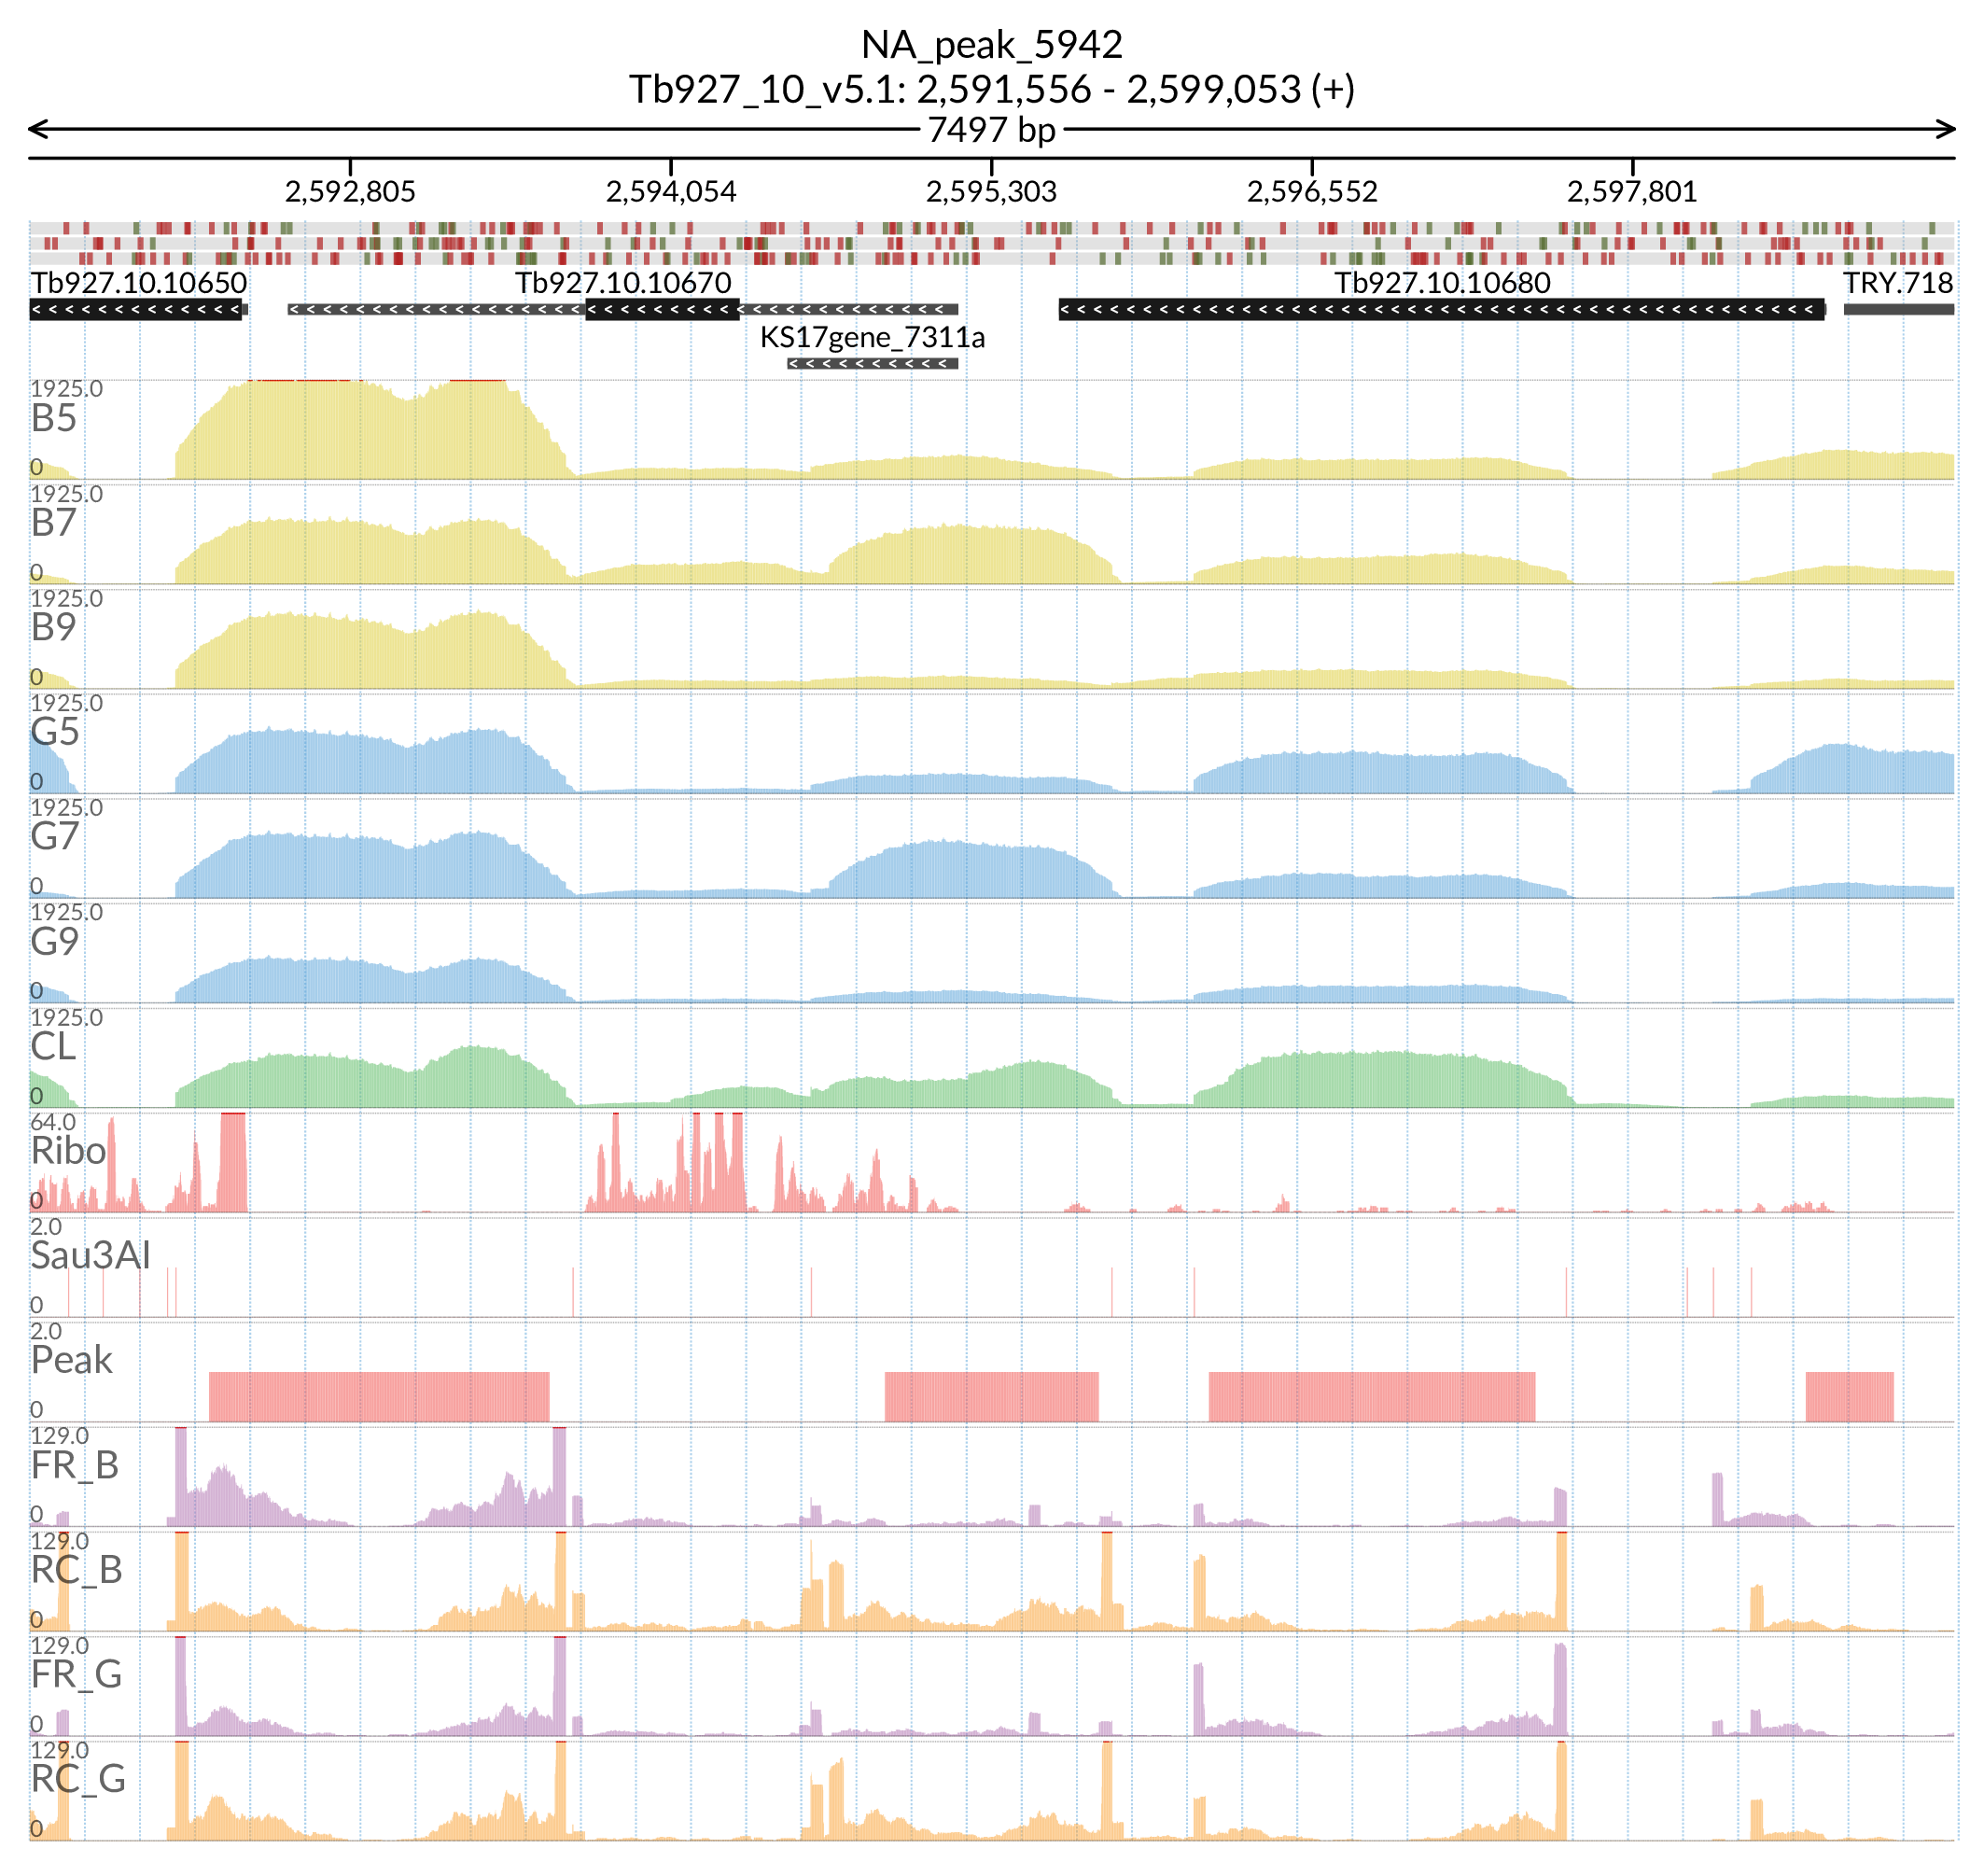 NA_peak_5942
Tb927_10_v5.1: 2,591,556 - 2,599,053 (+)
7497 bp
2,592,805 2,594,054 2,595,303 2,596,552 2,597,801
Tb927.10.10650 Tb927.10.10670 Tb927.10.10680 TRY.718
KS17gene_7311a
1925.0
B5
0
1925.0
B7
0
1925.0
B9
0
1925.0
G5
0
1925.0
G7
0
1925.0
G9
0
1925.0
CL
0
64.0
Ribo
0
2.0
Sau3AI
0
2.0
Peak
0
129.0
FR_B
0
129.0
RC_B
0
129.0
FR_G
0
129.0
RC_G
0